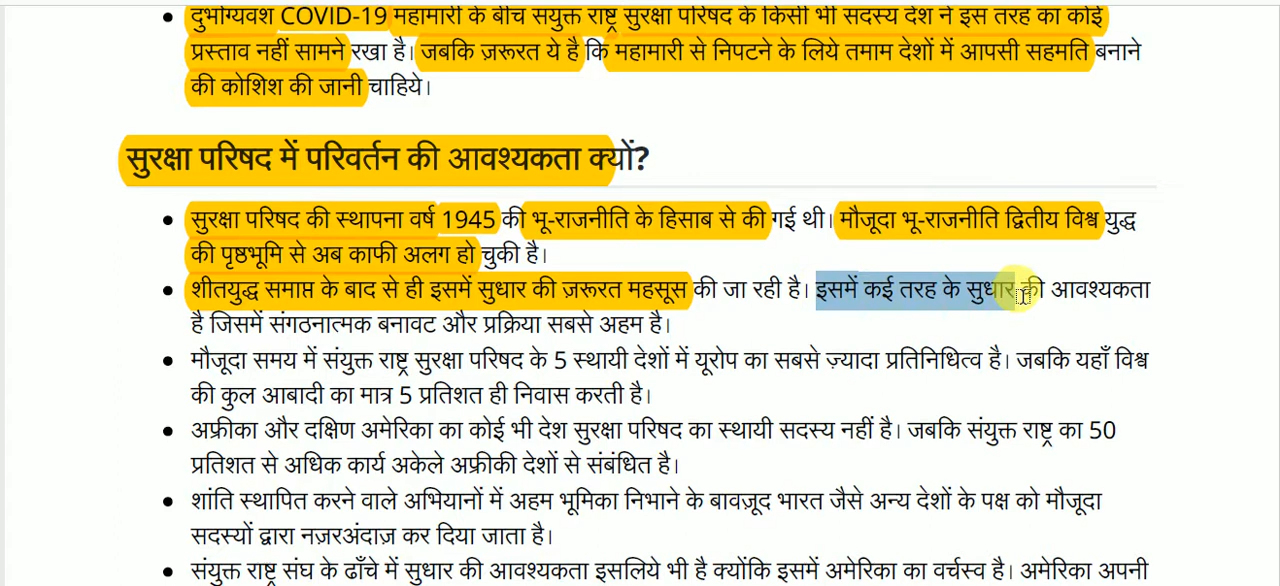 दुर्भाग्यवश COVID-19 महामारी के बीच संयुक्त राष्ट्र सुरक्षा परिषद के किसी भी सदस्य देश ने इस तरह का कोई
प्रस्ताव नहीं सामने रखा है। जबकि ज़रूरत ये है कि महामारी से निपटने के लिये तमाम देशों में आपसी सहमति बनाने
की कोशिश की जानी चाहिये।
सुरक्षा परिषद में परिवर्तन की आवश्यकता क्यों?
सुरक्षा परिषद की स्थापना वर्ष 1945 की भू-राजनीति के हिसाब से की गई थी। मौजूदा भू-राजनीति द्वितीय विश्व युद्ध
की पृष्ठभूमि से अब काफी अलग हो चुकी है।
शीतयुद्ध समाप्त के बाद से ही इसमें सुधार की ज़रूरत महसूस की जा रही है। इसमें कई तरह के सुधार की आवश्यकता
है जिसमें संगठनात्मक बनावट और प्रक्रिया सबसे अहम है।
मौजूदा समय में संयुक्त राष्ट्र सुरक्षा परिषद के 5 स्थायी देशों में यूरोप का सबसे ज़्यादा प्रतिनिधित्व है। जबकि यहाँ विश्व
की कुल आबादी का मात्र 5 प्रतिशत ही निवास करती है।
अफ्रीका और दक्षिण अमेरिका का कोई भी देश सुरक्षा परिषद का स्थायी सदस्य नहीं है। जबकि संयुक्त राष्ट्र का 50
प्रतिशत से अधिक कार्य अकेले अफ्रीकी देशों से संबंधित है।
शांति स्थापित करने वाले अभियानों में अहम भूमिका निभाने के बावज़ूद भारत जैसे अन्य देशों के पक्ष को मौजूदा
सदस्यों द्वारा नज़रअंदाज़ कर दिया जाता है।
संयुक्त राष्ट्र संघ के ढाँचे में सुधार की आवश्यकता इसलिये भी है क्योंकि इसमें अमेरिका का वर्चस्व है। अमेरिका अपनी